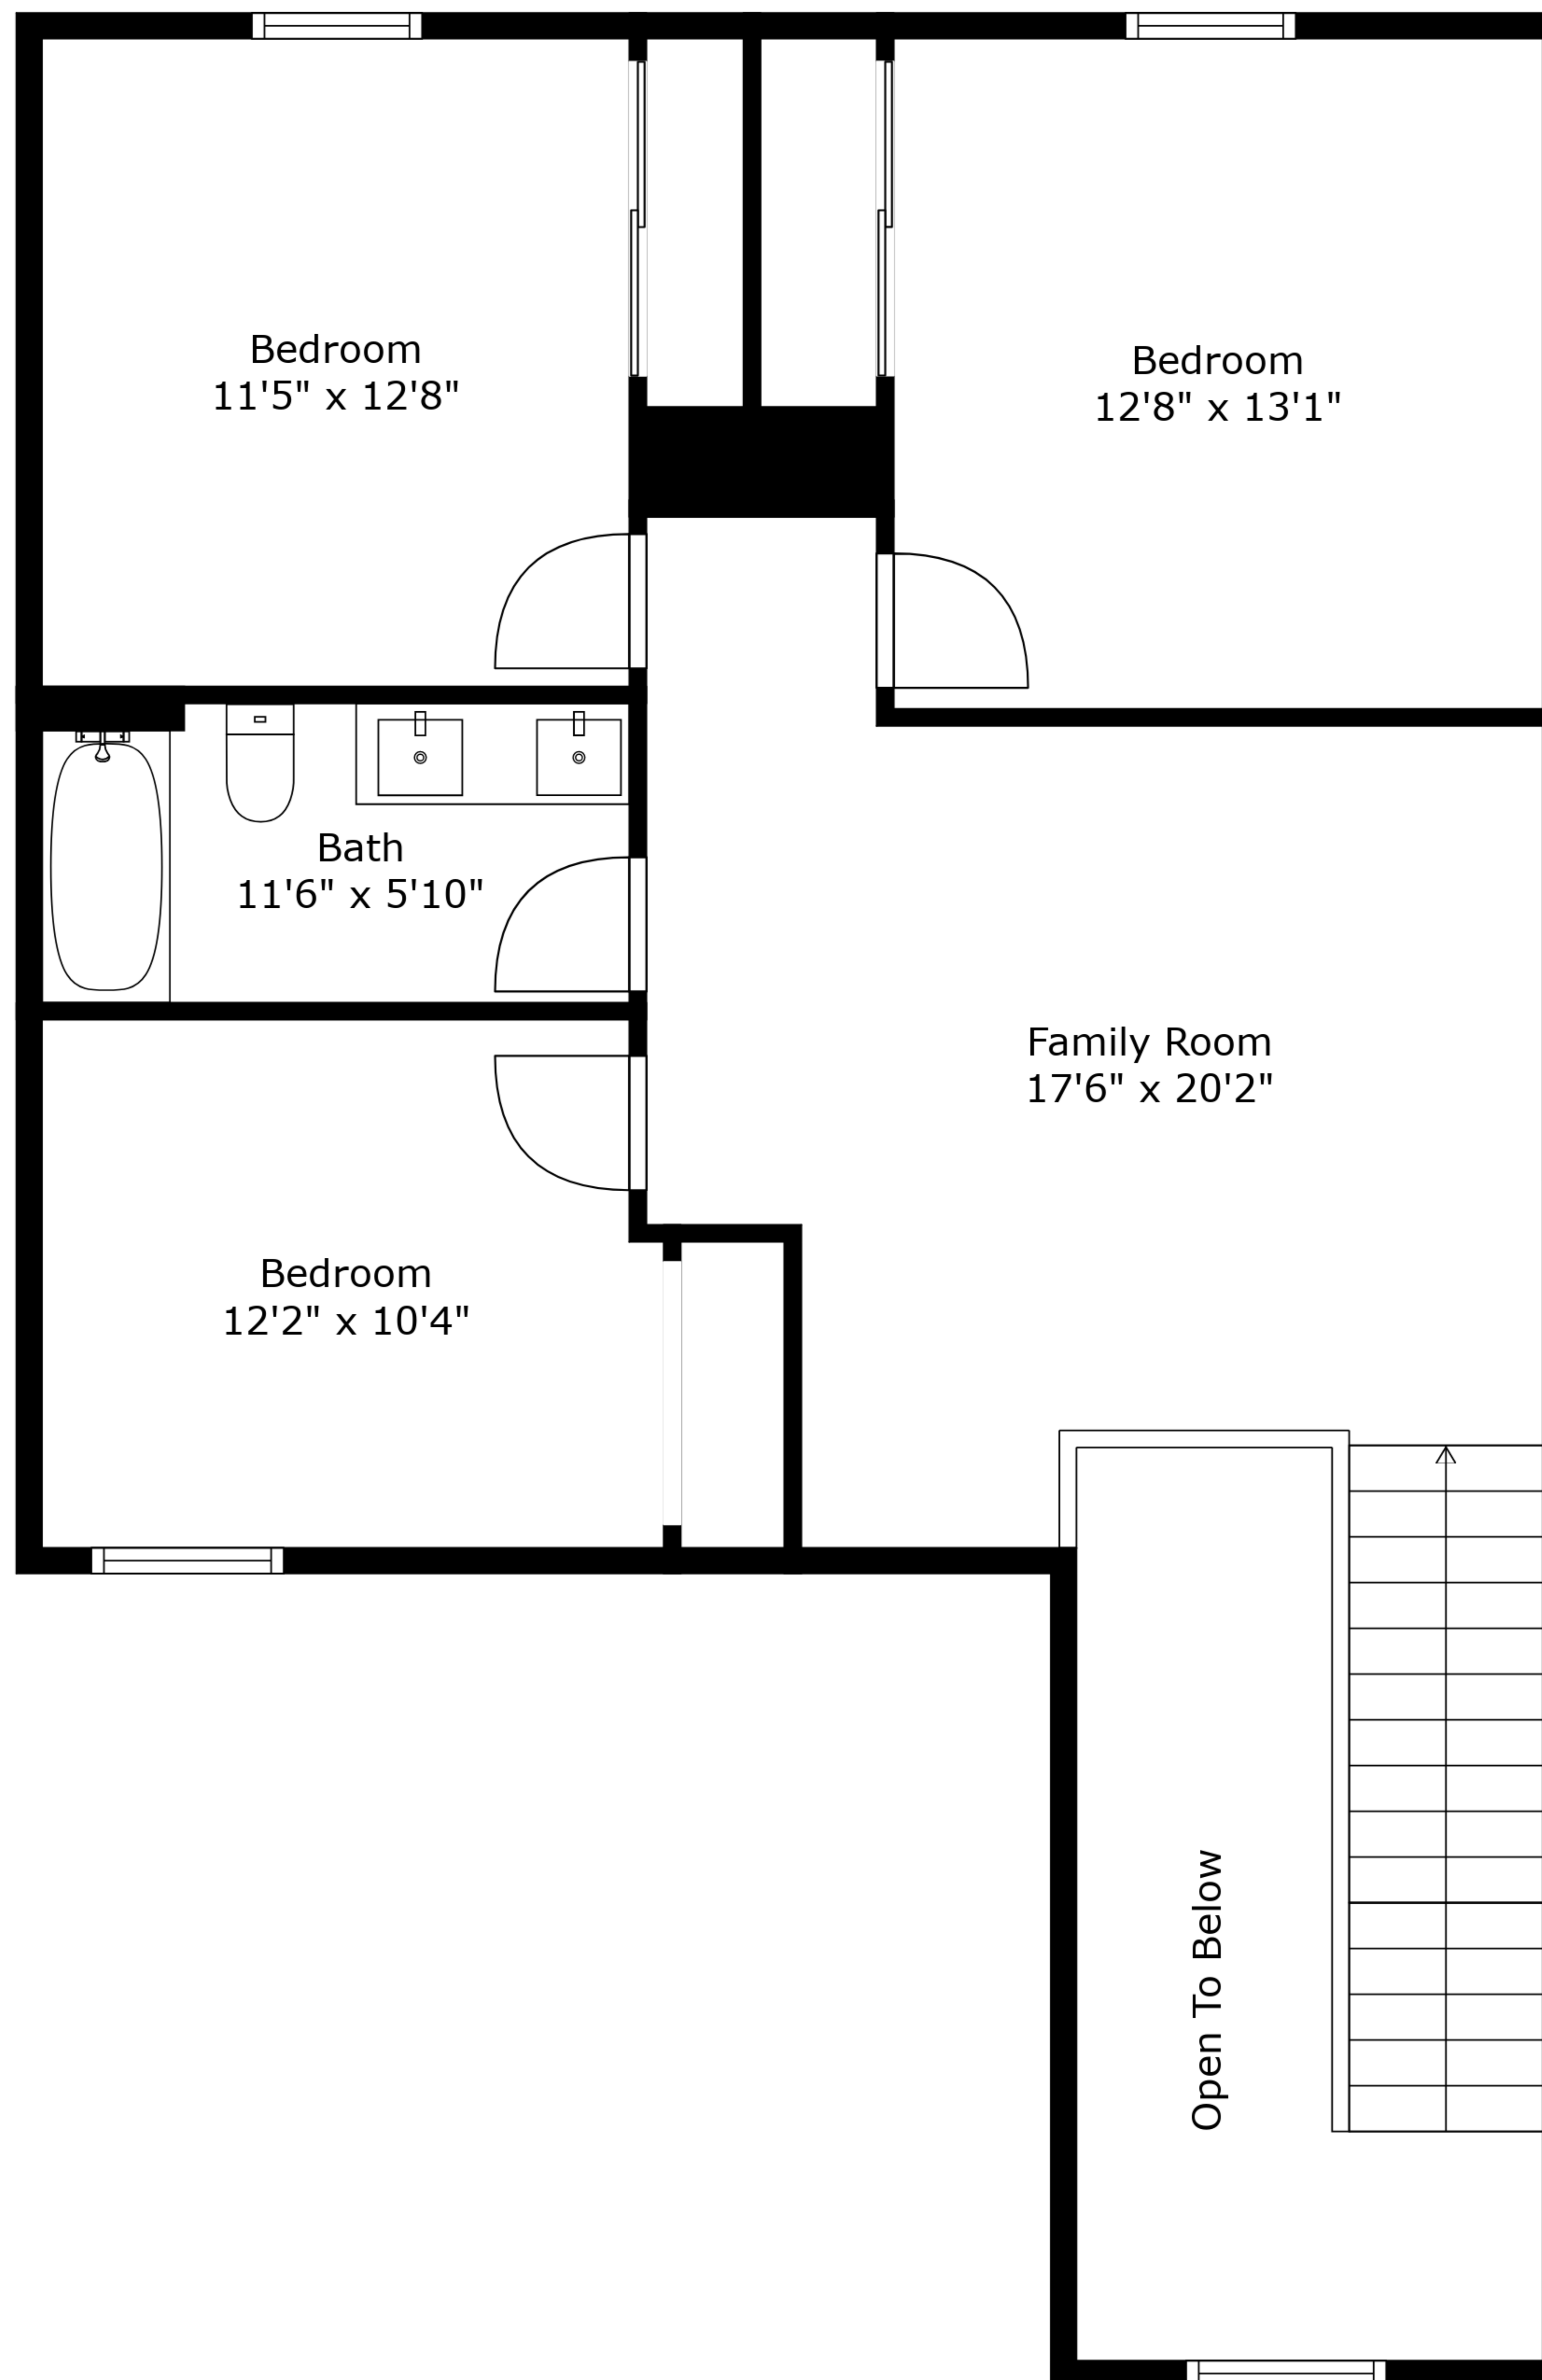 Bedroom
11'5" x 12'8"
Bedroom
12'8" x 13'1"
Bath
11'6" x 5'10"
Family Room
17'6" x 20'2"
Bedroom
12'2" x 10'4"
Open To Below